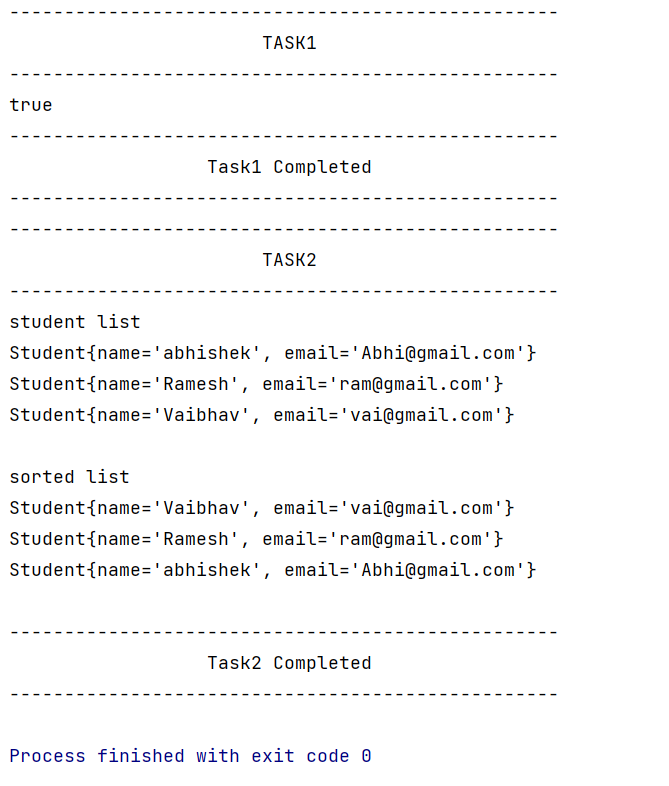 --------------------------------------------------
                       TASK1
--------------------------------------------------
true
--------------------------------------------------
                  Task1 Completed
--------------------------------------------------
--------------------------------------------------
                       TASK2
--------------------------------------------------
student list
Student{name='abhishek', email='Abhi@gmail.com'}
Student{name='Ramesh', email='ram@gmail.com'}
Student{name='Vaibhav', email='vai@gmail.com'}

sorted list
Student{name='Vaibhav', email='vai@gmail.com'}
Student{name='Ramesh', email='ram@gmail.com'}
Student{name='abhishek', email='Abhi@gmail.com'}

--------------------------------------------------
                  Task2 Completed
--------------------------------------------------

Process finished with exit code 0